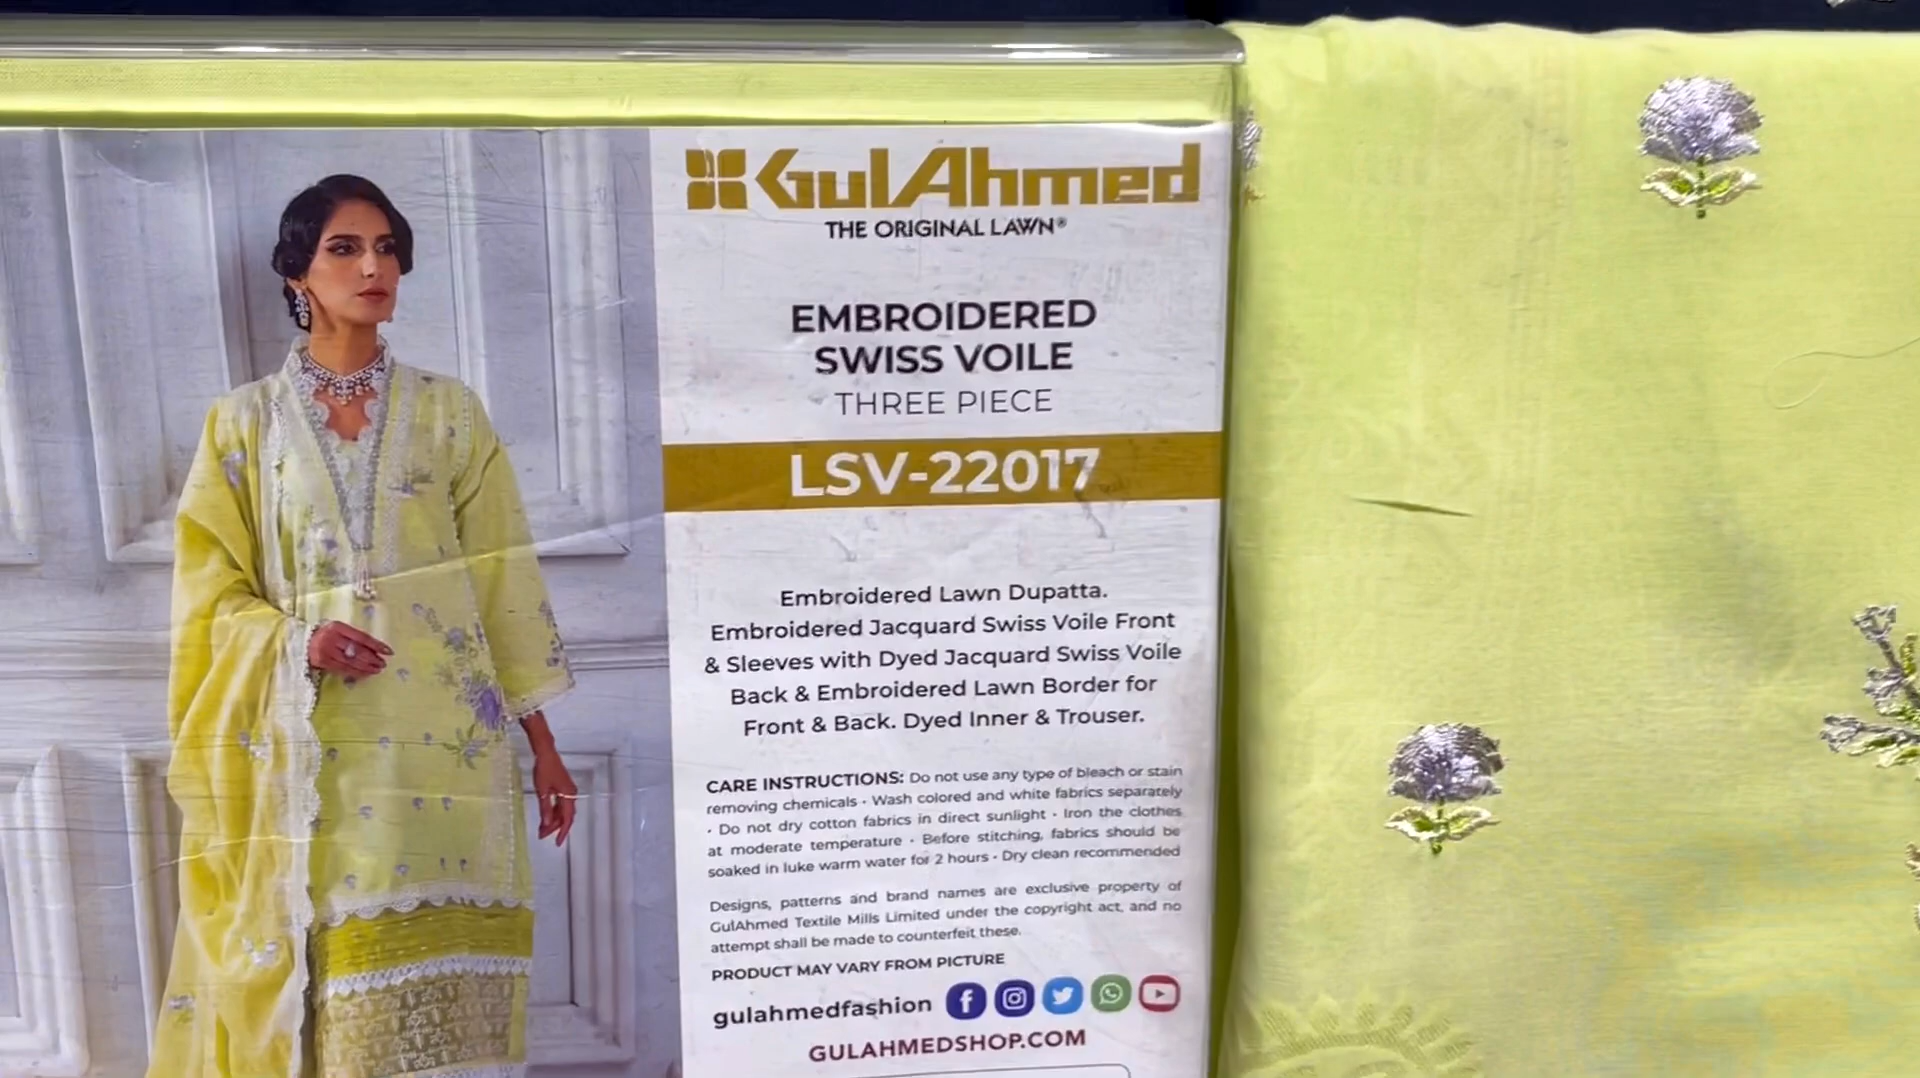 GulAhmed
THE ORIGINAL LAWN®
EMBROIDERED
SWISS VOILE
THREE PIECE
LSV-22017
Embroidered Lawn Dupatta.
Embroidered Jacquard Swiss Voile Front
& Sleeves with Dyed Jacquard Swiss Voile
Back & Embroidered Lawn Border for
Front & Back. Dyed Inner & Trouser.
CARE INSTRUCTIONS: Do not use any type of bleach or stain
removing chemicals • Wash colored and white fabrics separately
• Do not dry cotton fabrics in direct sunlight • Iron the clothes
at moderate temperature • Before stitching, fabrics should be
soaked in luke warm water for 2 hours • Dry clean recommended
Designs, patterns and brand names are exclusive property of
GulAhmed Textile Mills Limited under the copyright act, and no
attempt shall be made to counterfeit these.
PRODUCT MAY VARY FROM PICTURE
gulahmedfashion
GULAHMEDSHOP.COM